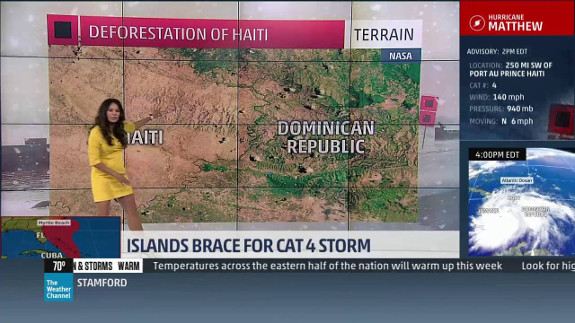 DEFORESTATION OF HAITI
TERRAIN
NASA
HAITI
DOMINICAN
REPUBLIC
HURRICANE
MATTHEW
ADVISORY: 2PM EDT
LOCATION: 250 MI SW OF
PORT AU PRINCE HAITI
CAT #: 4
WIND: 140 mph
PRESSURE: 940 mb
MOVING: N 6 mph
4:00PM EDT
Atlantic Ocean
Myrtle Beach
CUBA
ISLANDS BRACE FOR CAT 4 STORM
70° N & STORMS WARM Temperatures across the eastern half of the nation will warm up this week Look for hig
The
Weather
Channel
STAMFORD